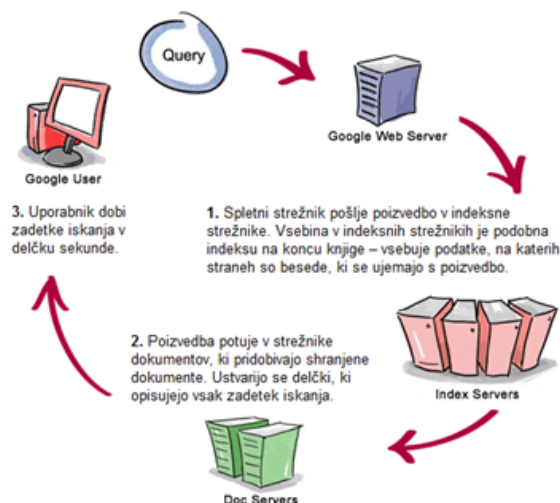 Query
Google Web Server
Google User
1. Spletni strežnik pošlje poizvedbo v indeksne
strežnike. Vsebina v indeksnih strežnikih je podobna
indeksu na koncu knjige – vsebuje podatke, na katerih
straneh so besede, ki se ujemajo s poizvedbo.
Index Servers
2. Poizvedba potuje v strežnike
dokumentov, ki pridobivajo shranjene
dokumente. Ustvarijo se delčki, ki
opisujejo vsak zadetek iskanja.
Doc Servers
3. Uporabnik dobi
zadetke iskanja v
delčku sekunde.